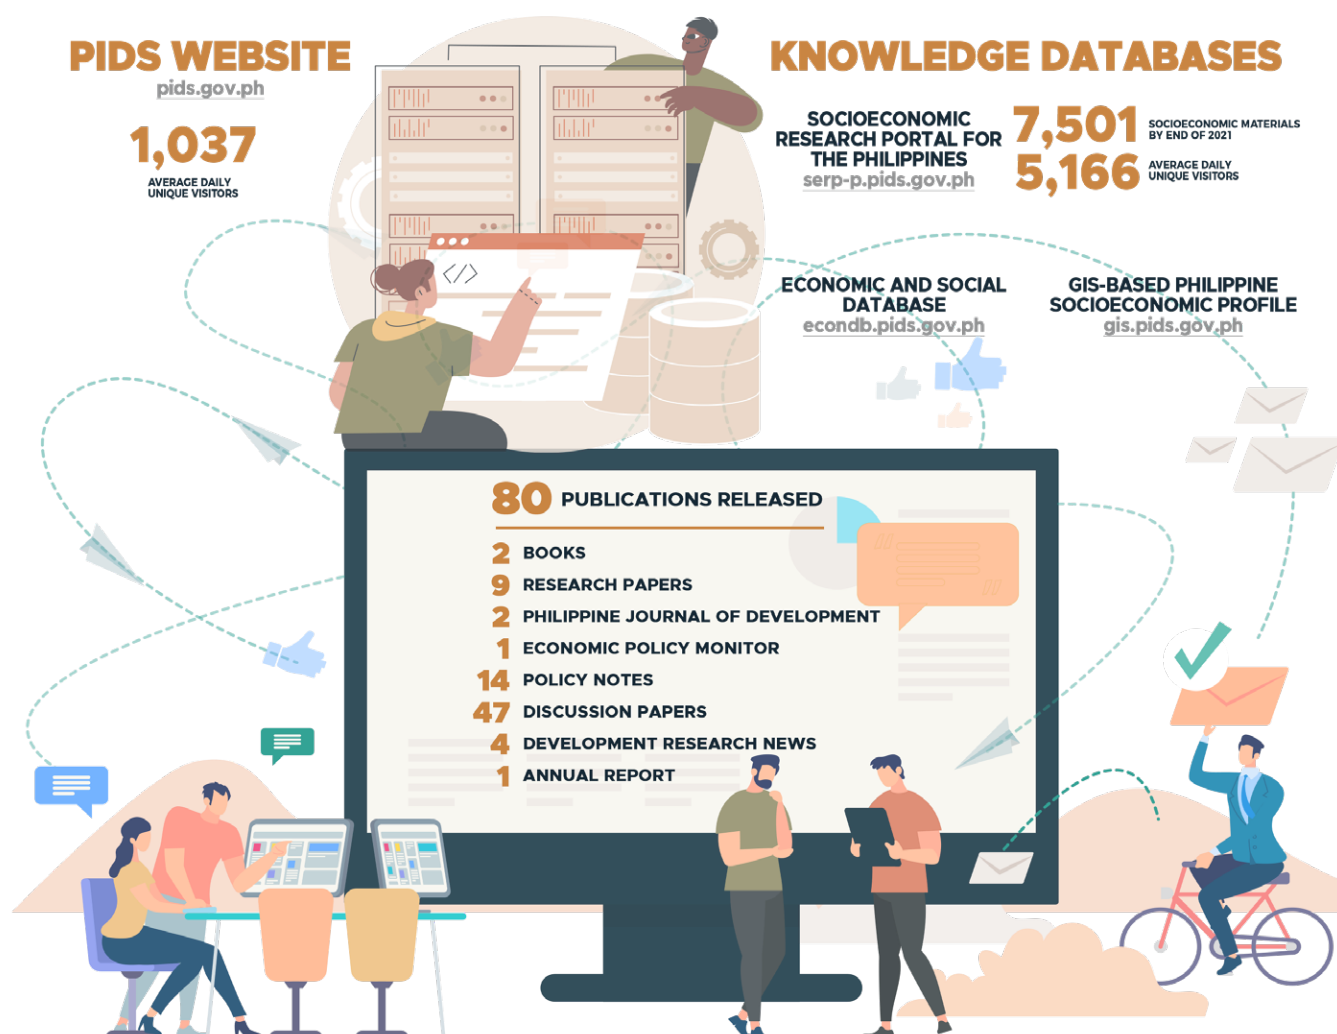 PIDS WEBSITE
pids.gov.ph
1,037
AVERAGE DAILY
UNIQUE VISITORS
KNOWLEDGE DATABASES
SOCIOECONOMIC
RESEARCH PORTAL FOR
THE PHILIPPINES
serp-p.pids.gov.ph
7,501
SOCIOECONOMIC MATERIALS
BY END OF 2021
5,166
AVERAGE DAILY
UNIQUE VISITORS
ECONOMIC AND SOCIAL
DATABASE
econdb.pids.gov.ph
GIS-BASED PHILIPPINE
SOCIOECONOMIC PROFILE
gis.pids.gov.ph
</>
80 PUBLICATIONS RELEASED
2 BOOKS
9 RESEARCH PAPERS
2 PHILIPPINE JOURNAL OF DEVELOPMENT
1 ECONOMIC POLICY MONITOR
14 POLICY NOTES
47 DISCUSSION PAPERS
4 DEVELOPMENT RESEARCH NEWS
1 ANNUAL REPORT